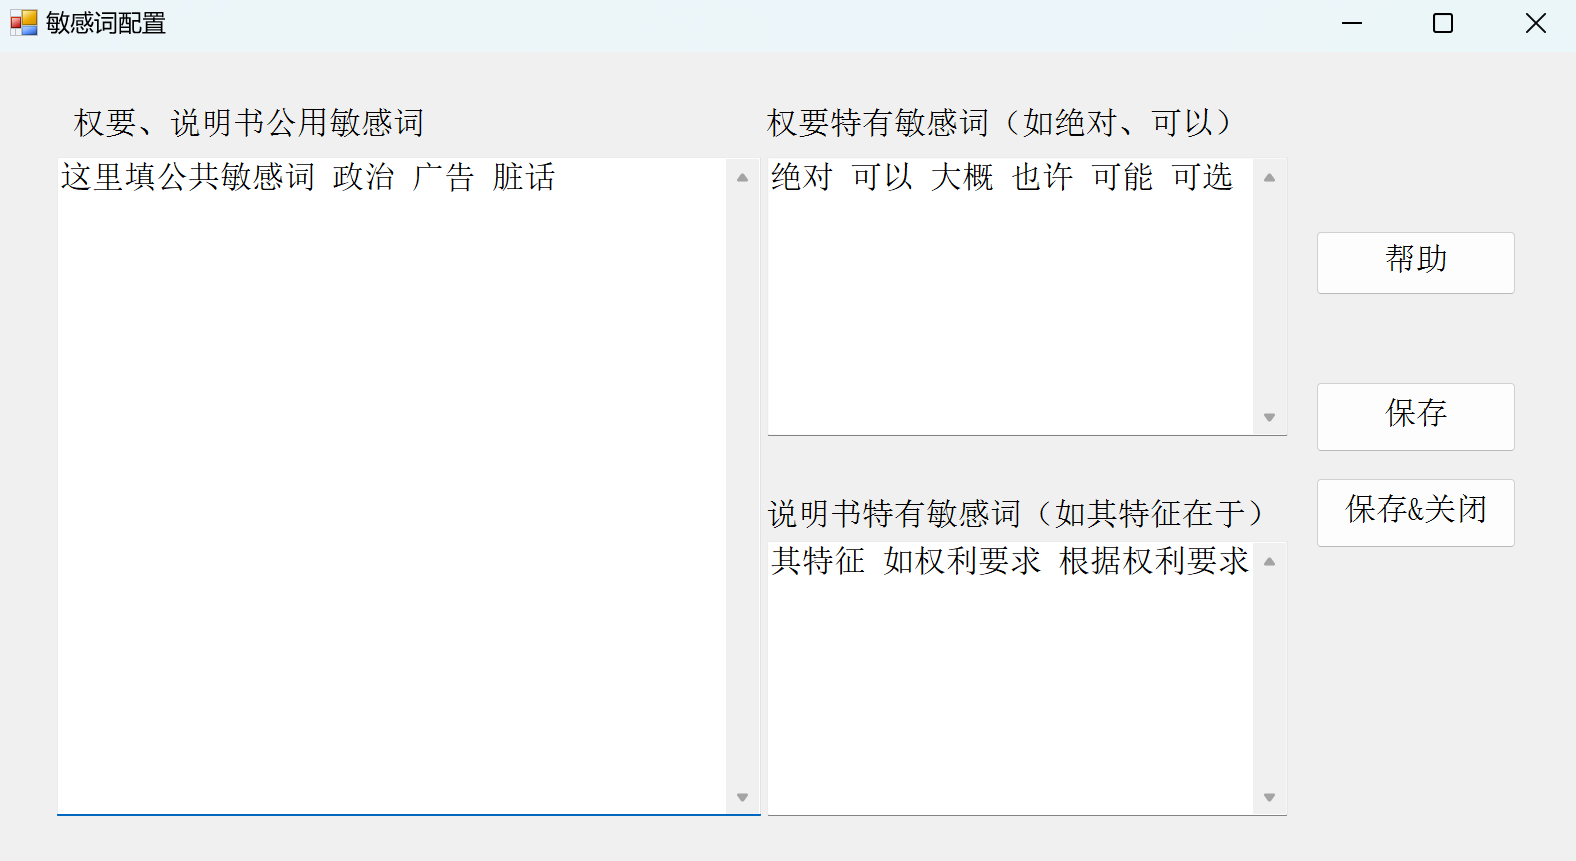 敏感词配置
权要、说明书公用敏感词
这里填公共敏感词 政治 广告 脏话
权要特有敏感词（如绝对、可以）
绝对 可以 大概 也许 可能 可选
说明书特有敏感词（如其特征在于）
其特征 如权利要求 根据权利要求
帮助
保存
保存&关闭